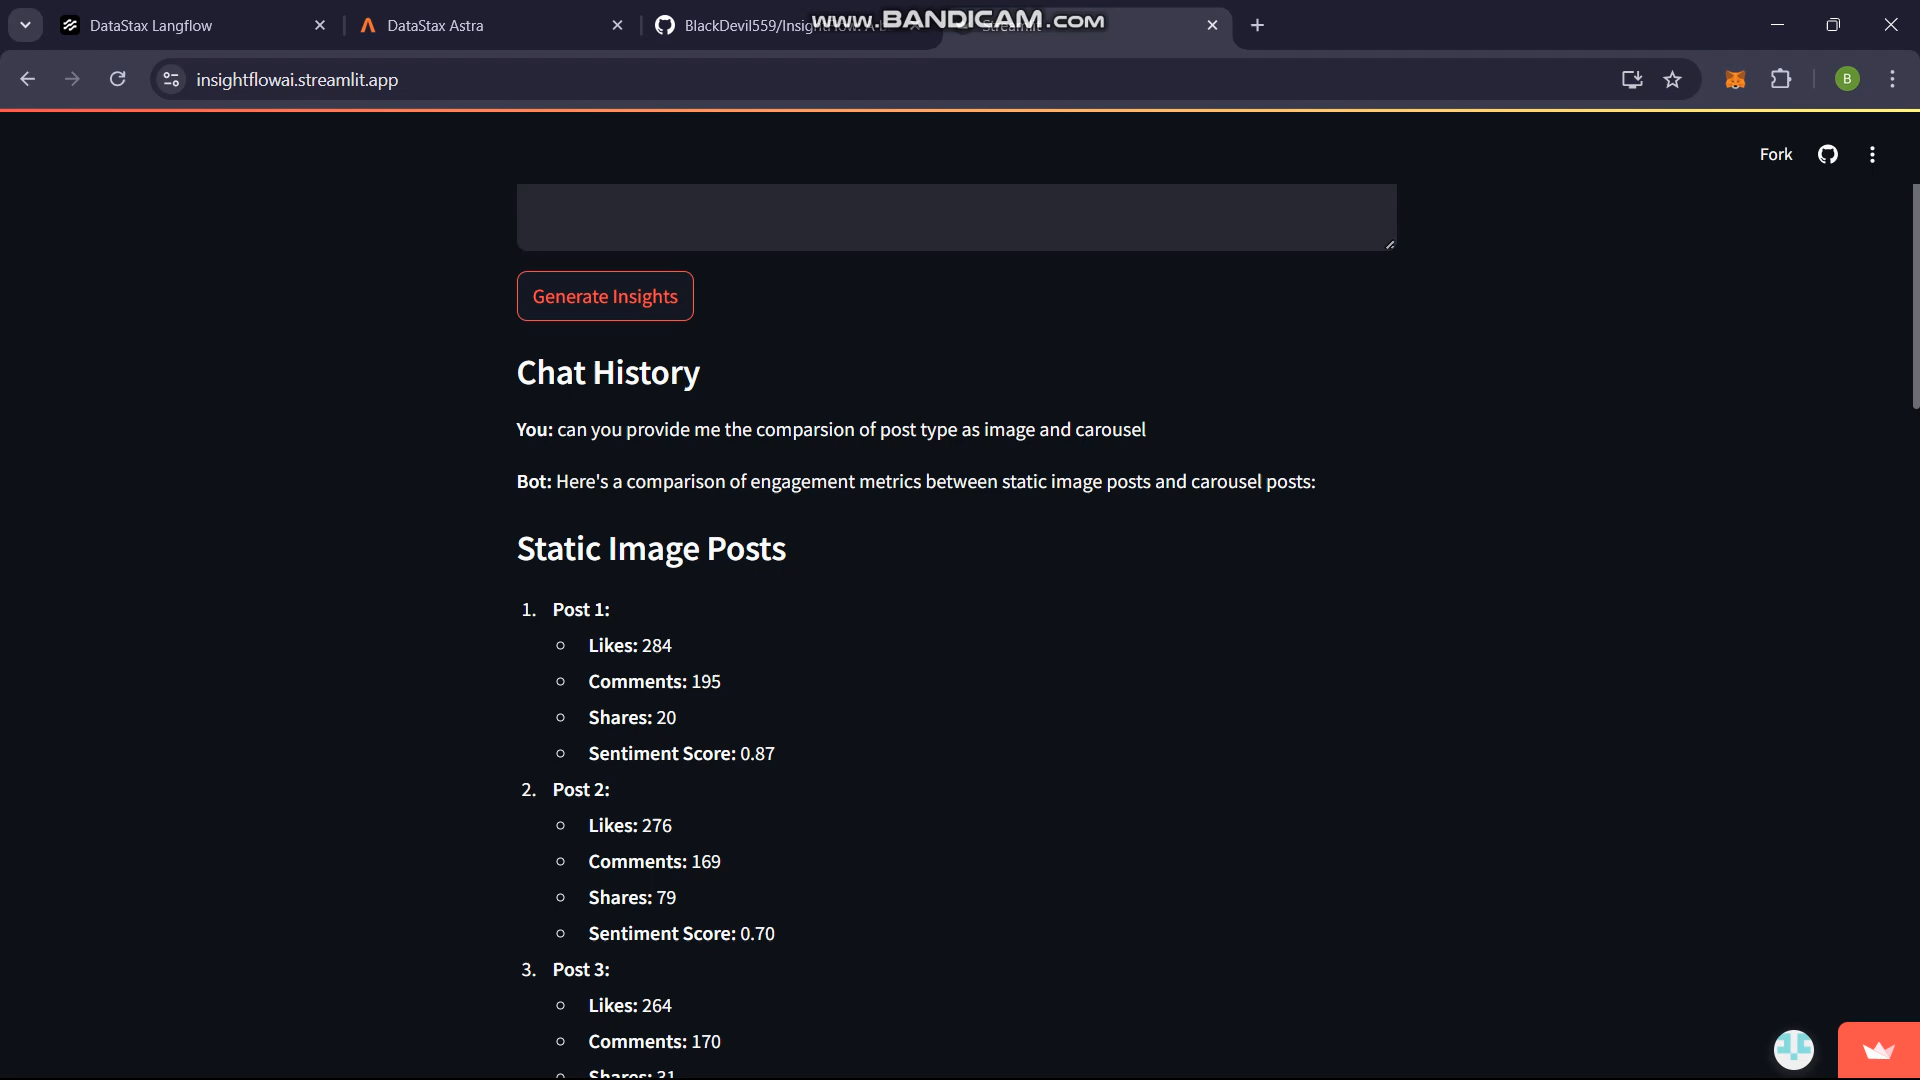 DataStax Langflow
DataStax Astra
BlackDevil559/Insight
www.BANDICAM.COM
Streamlit
insightflowai.streamlit.app
B
Fork
Generate Insights
Chat History
You: can you provide me the comparsion of post type as image and carousel
Bot: Here's a comparison of engagement metrics between static image posts and carousel posts:
Static Image Posts
1. Post 1:
Likes: 284
Comments: 195
Shares: 20
Sentiment Score: 0.87
2. Post 2:
Likes: 276
Comments: 169
Shares: 79
Sentiment Score: 0.70
3. Post 3:
Likes: 264
Comments: 170
Shares: 31